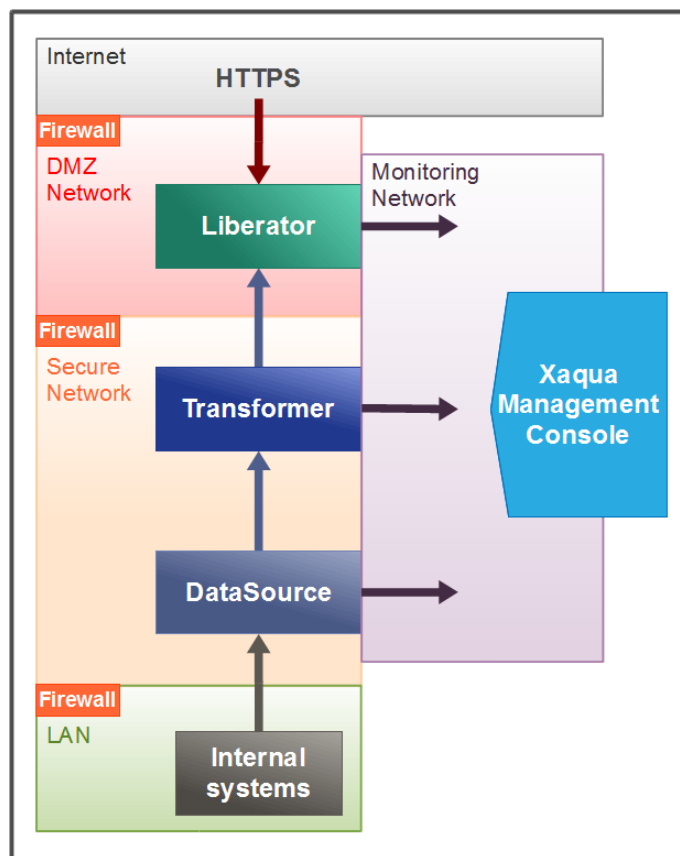 Internet
HTTPS
Firewall
DMZ
Network
Monitoring
Network
Liberator
Firewall
Secure
Network
Transformer
Xaqua
Management
Console
DataSource
Firewall
LAN
Internal
systems